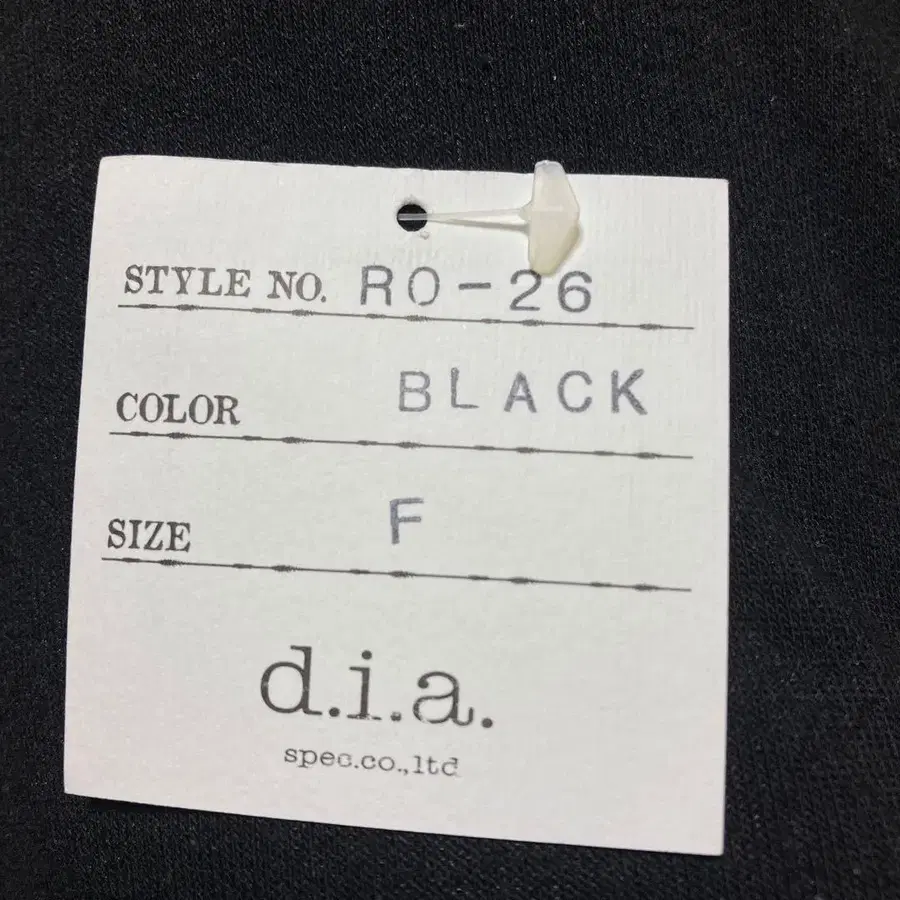 STYLE NO. RO-26
COLOR BLACK
SIZE F
d.i.a.
spec.co.,ltd